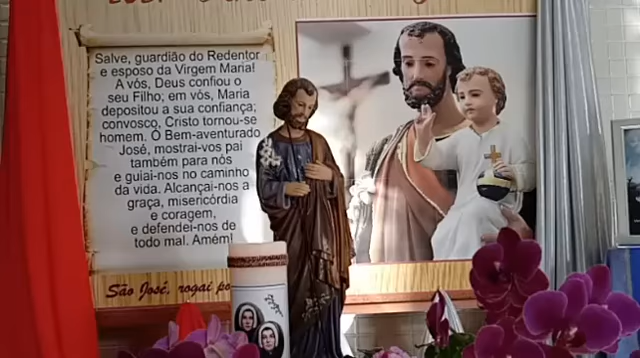 Salve, guardião do Redentor
e esposo da Virgem Maria!
A vós, Deus confiou o
seu Filho; em vós, Maria
depositou a sua confiança;
convosco, Cristo tornou-se
homem. Ó Bem-aventurado
José, mostrai-vos pai
também para nós
e guiai-nos no caminho
da vida. Alcançai-nos a
graça, misericórdia
e coragem,
e defendei-nos de
todo mal. Amém!
São José, rogai po